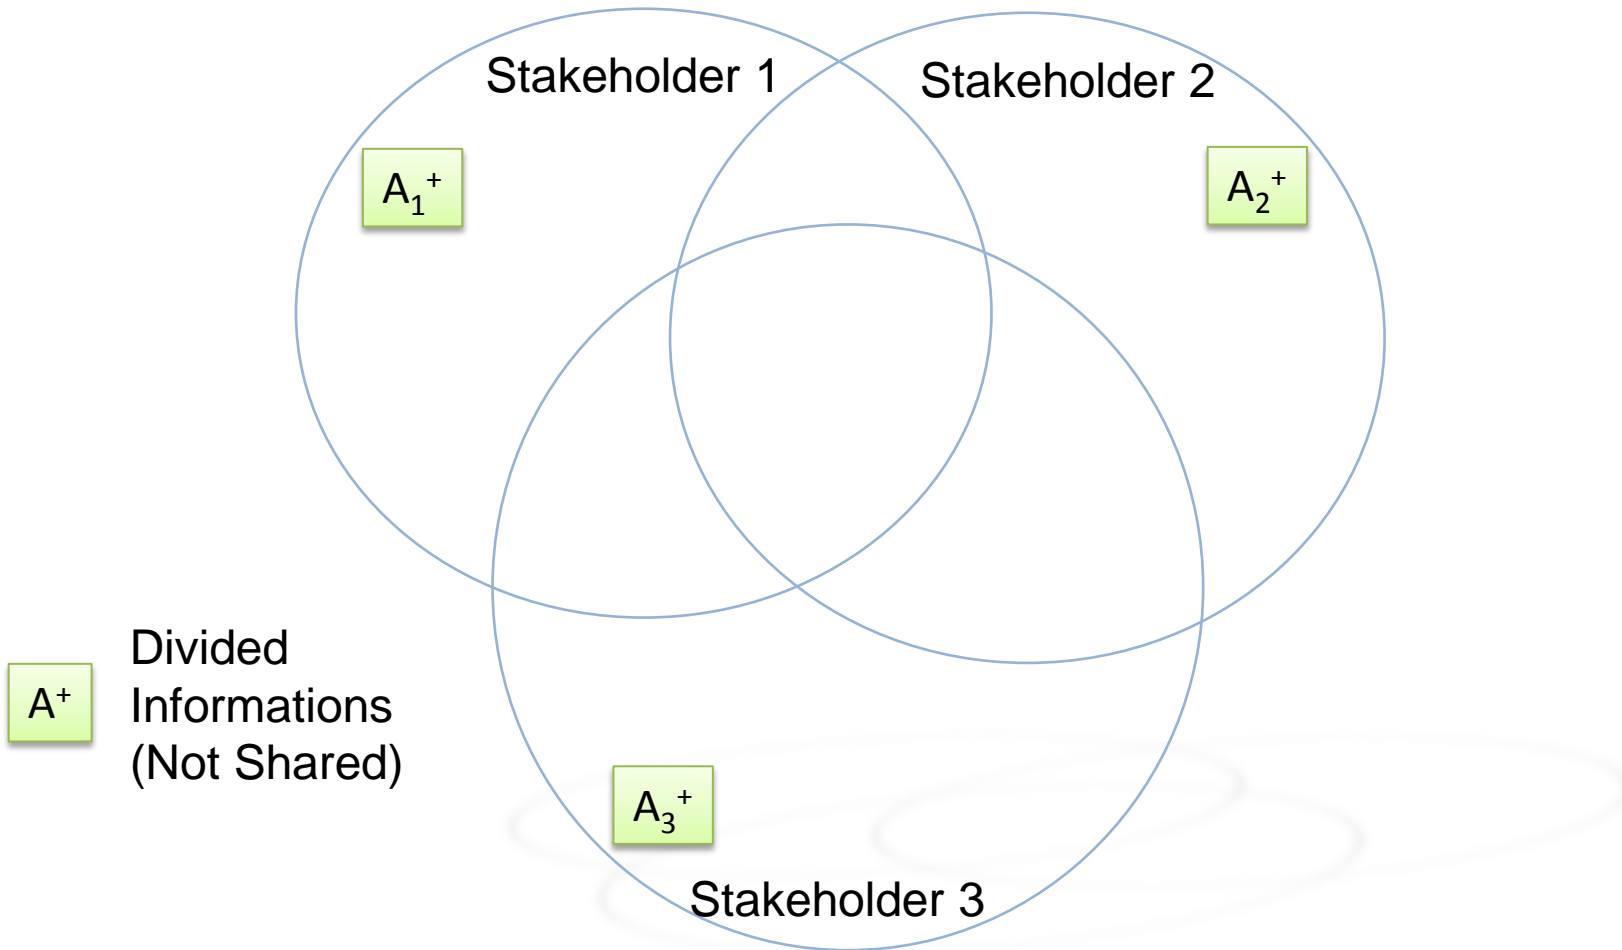 Stakeholder 1
Stakeholder 2
A₁⁺
A₂⁺
Divided
Informations
(Not Shared)
A⁺
A₃⁺
Stakeholder 3